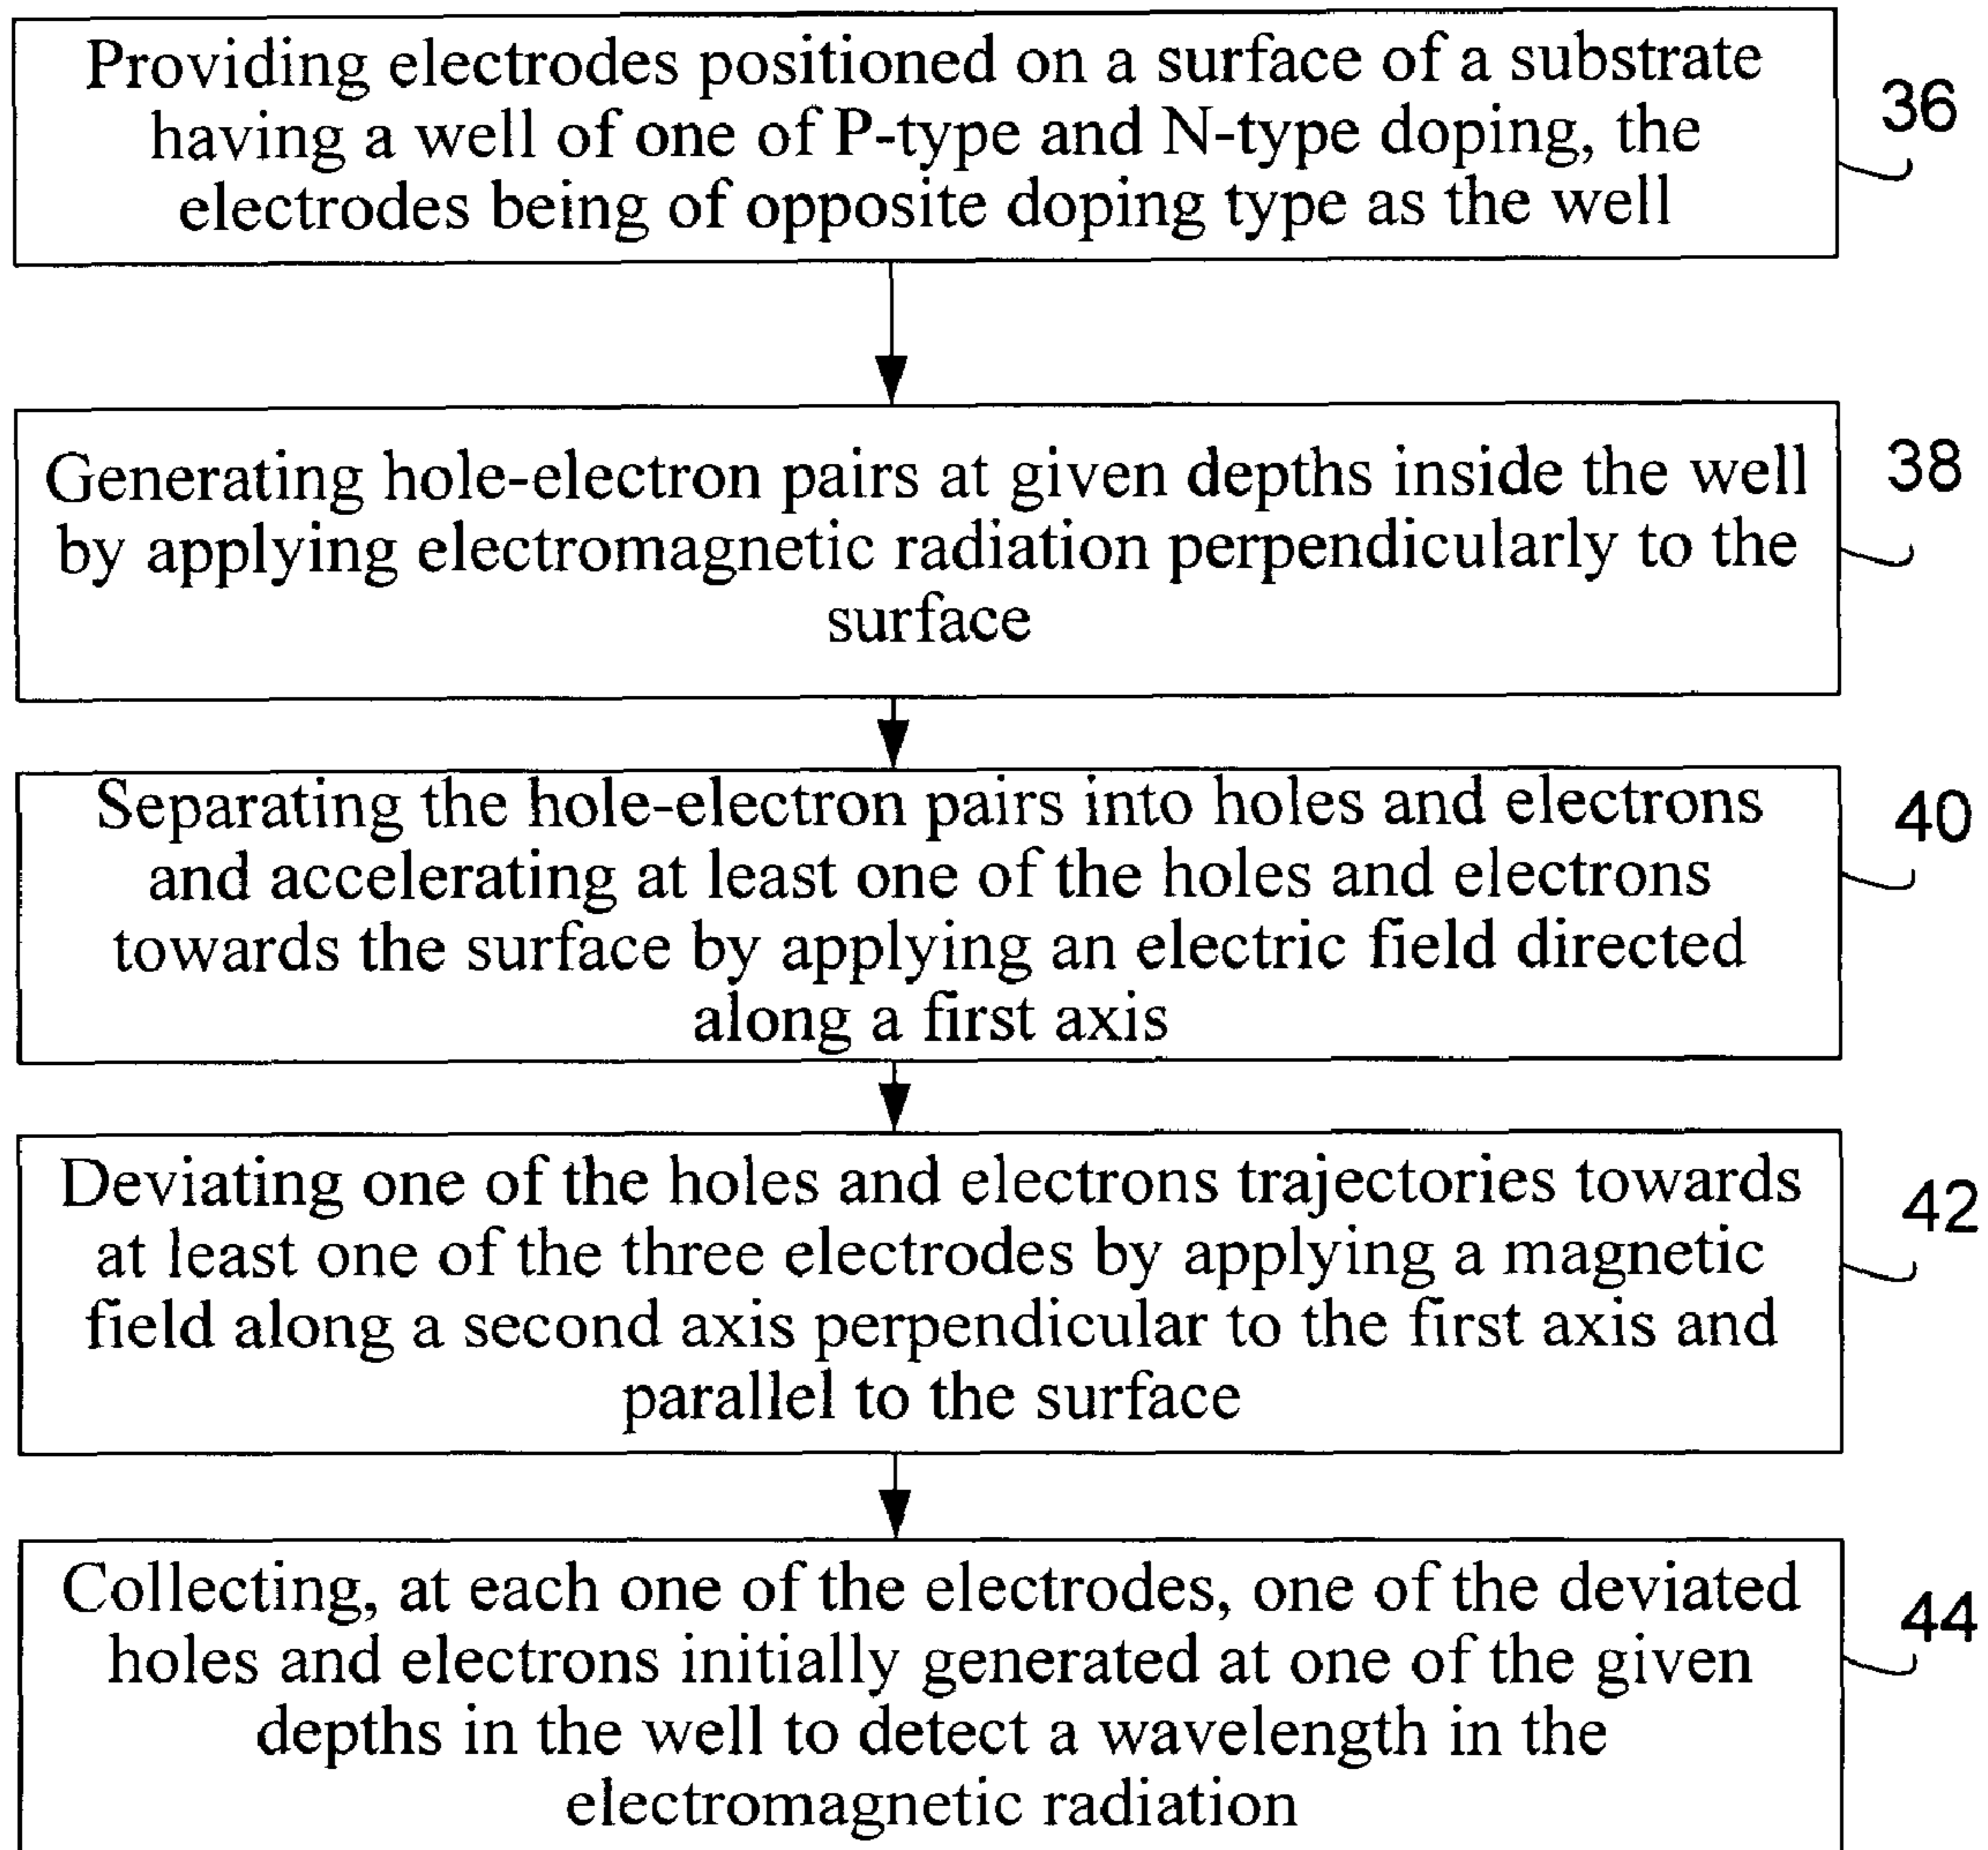 Providing electrodes positioned on a surface of a substrate
having a well of one of P-type and N-type doping, the
electrodes being of opposite doping type as the well
36
Generating hole-electron pairs at given depths inside the well
by applying electromagnetic radiation perpendicularly to the
surface
38
Separating the hole-electron pairs into holes and electrons
and accelerating at least one of the holes and electrons
towards the surface by applying an electric field directed
along a first axis
40
Deviating one of the holes and electrons trajectories towards
at least one of the three electrodes by applying a magnetic
field along a second axis perpendicular to the first axis and
parallel to the surface
42
Collecting, at each one of the electrodes, one of the deviated
holes and electrons initially generated at one of the given
depths in the well to detect a wavelength in the
electromagnetic radiation
44